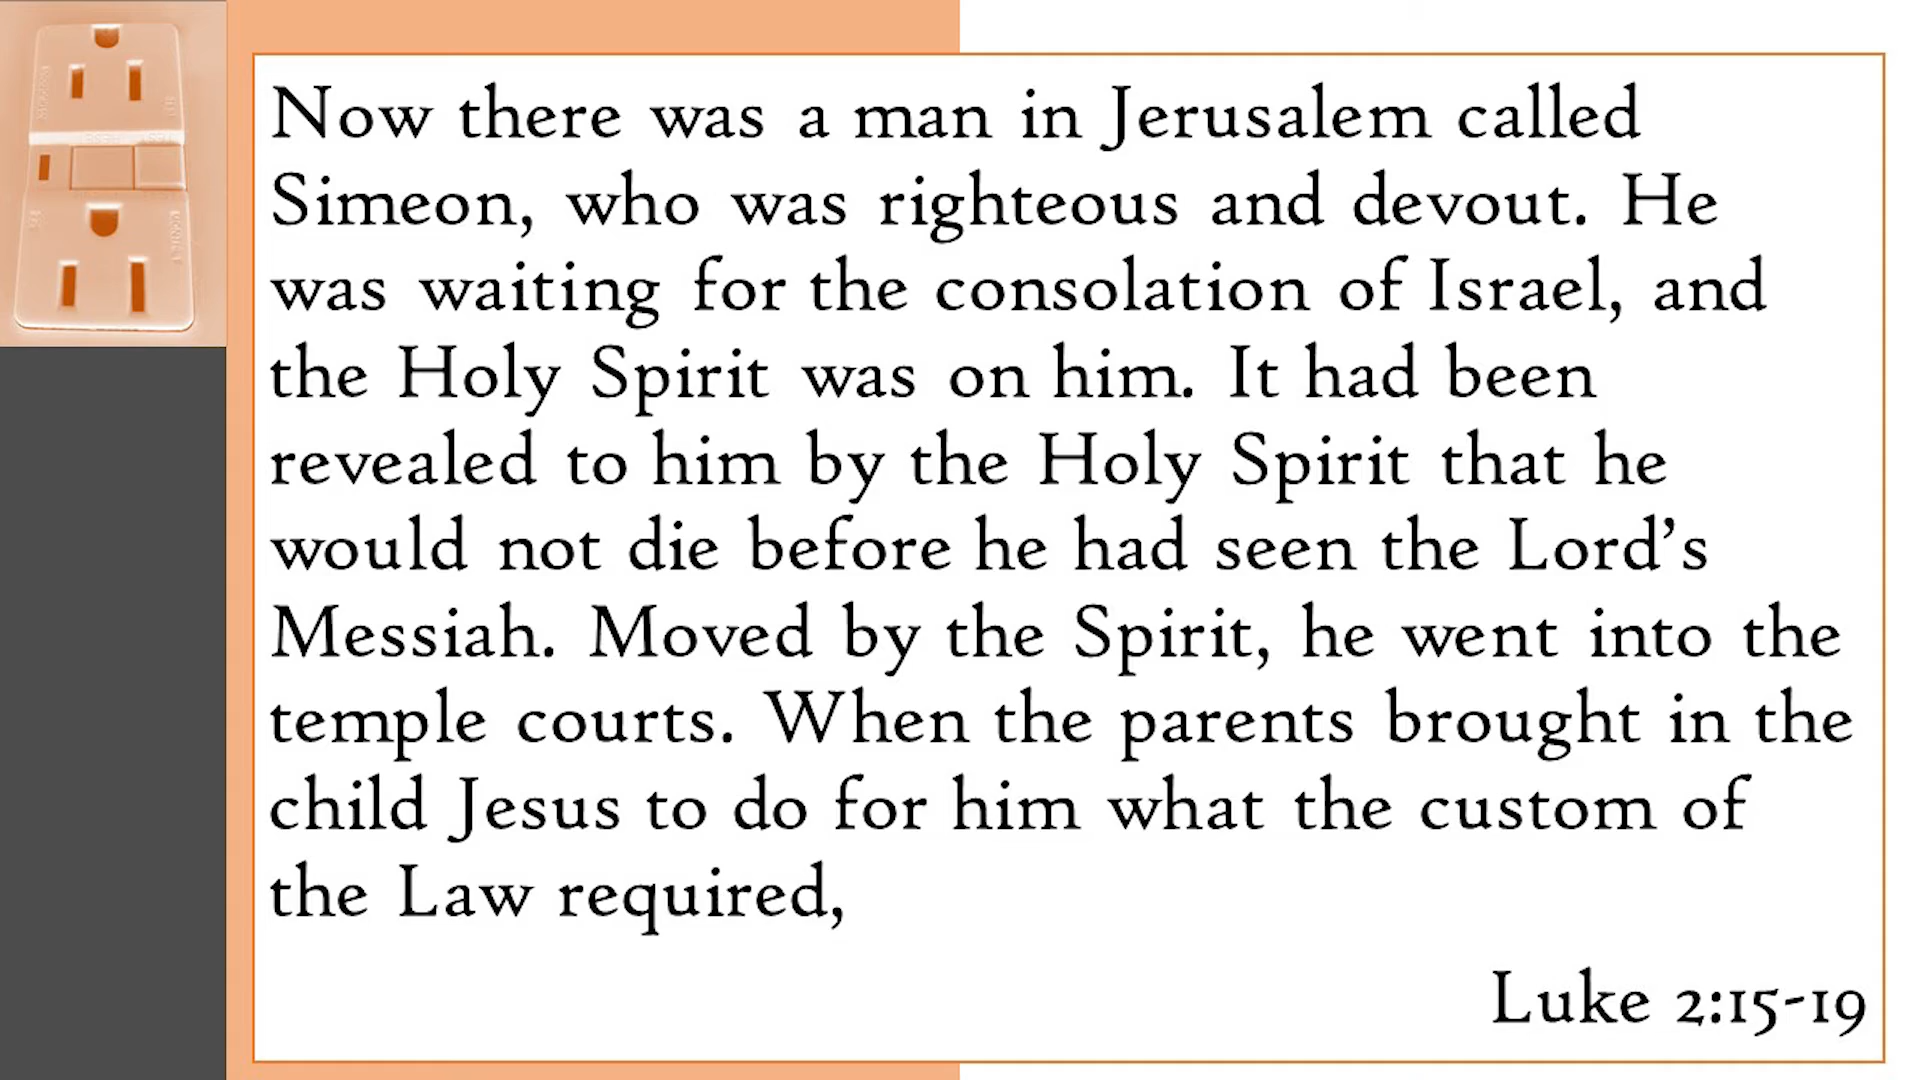 Now there was a man in Jerusalem called
Simeon, who was righteous and devout. He
was waiting for the consolation of Israel, and
the Holy Spirit was on him. It had been
revealed to him by the Holy Spirit that he
would not die before he had seen the Lord’s
Messiah. Moved by the Spirit, he went into the
temple courts. When the parents brought in the
child Jesus to do for him what the custom of
the Law required,
Luke 2:15-19